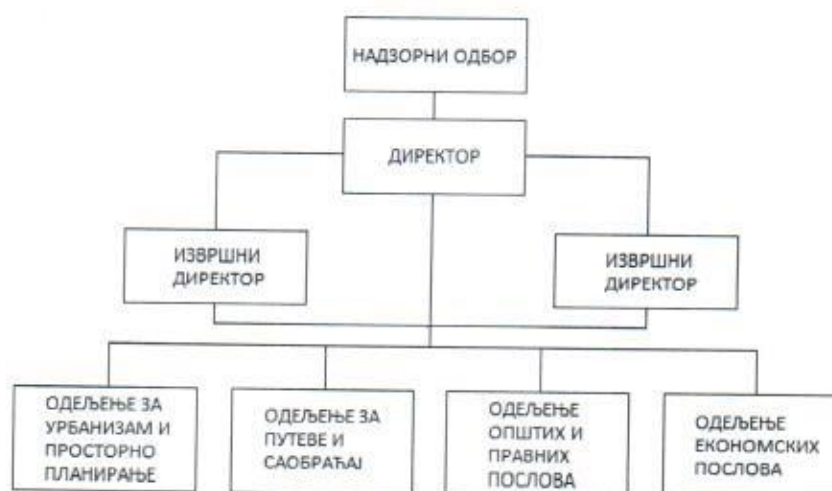 НАДЗОРНИ ОДБОР
ДИРЕКТОР
ИЗВРШНИ
ДИРЕКТОР
ИЗВРШНИ
ДИРЕКТОР
ОДЕЉЕЊЕ ЗА
УРБАНИЗАМ И
ПРОСТОРНО
ПЛАНИРАЊЕ
ОДЕЉЕЊЕ ЗА
ПУТЕВЕ И
САОБРАЋАЈ
ОДЕЉЕЊЕ
ОПШТИХ И
ПРАВНИХ
ПОСЛОВА
ОДЕЉЕЊЕ
ЕКОНОМСКИХ
ПОСЛОВА